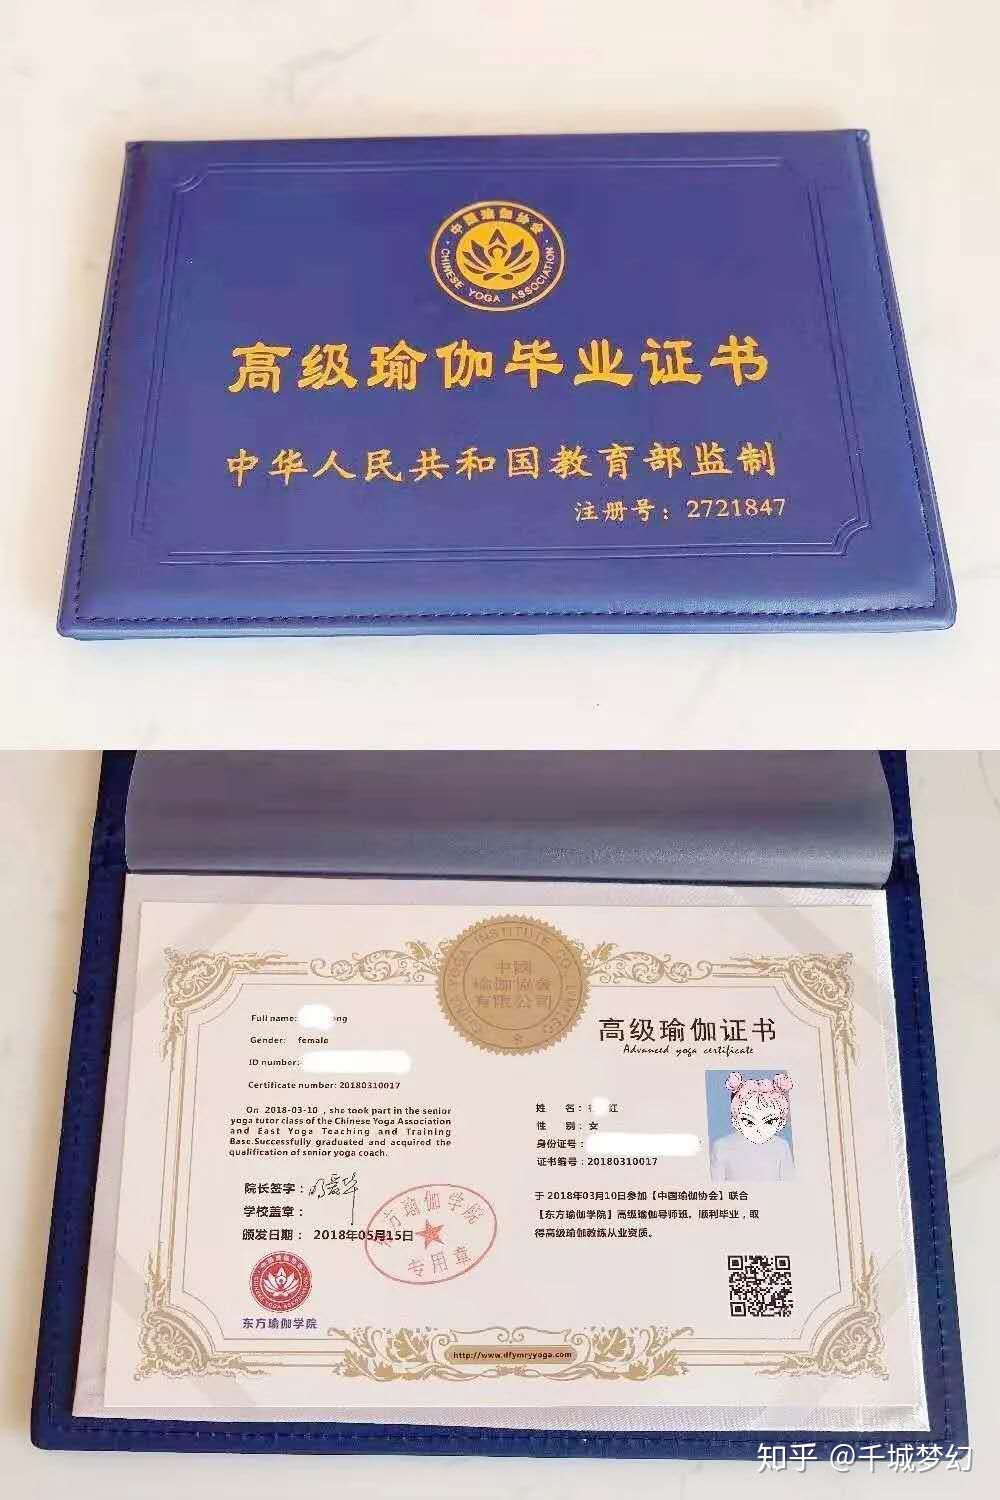 中国瑜伽协会
CHINESE YOGA ASSOCIATION
高级瑜伽毕业证书
中华人民共和国教育部监制
注册号：2721847
YOGA INSTITUTE CO. LIMITED
中國
瑜伽協會
有限公司
高级瑜伽证书
Advanced yoga certificate
Full name: ong
Gender: female
ID number:
Certificate number: 20180310017
On 2018-03-10 , she took part in the senior
yoga tutor class of the Chinese Yoga Association
and East Yoga Teaching and Training
Base.Successfully graduated and acquired the
qualification of senior yoga coach.
院长签字：
学校盖章：
颁发日期： 2018年05月15日
方瑜伽学院
专用章
东方瑜伽学院
姓 名： 红
性 别：女
身份证号：
证书编号：20180310017
于 2018年03月10日参加【中国瑜伽协会】联合
【东方瑜伽学院】高级瑜伽导师班。顺利毕业，取
得高级瑜伽教练从业资质。
http://www.dfymryyoga.com
知乎 @千城梦幻